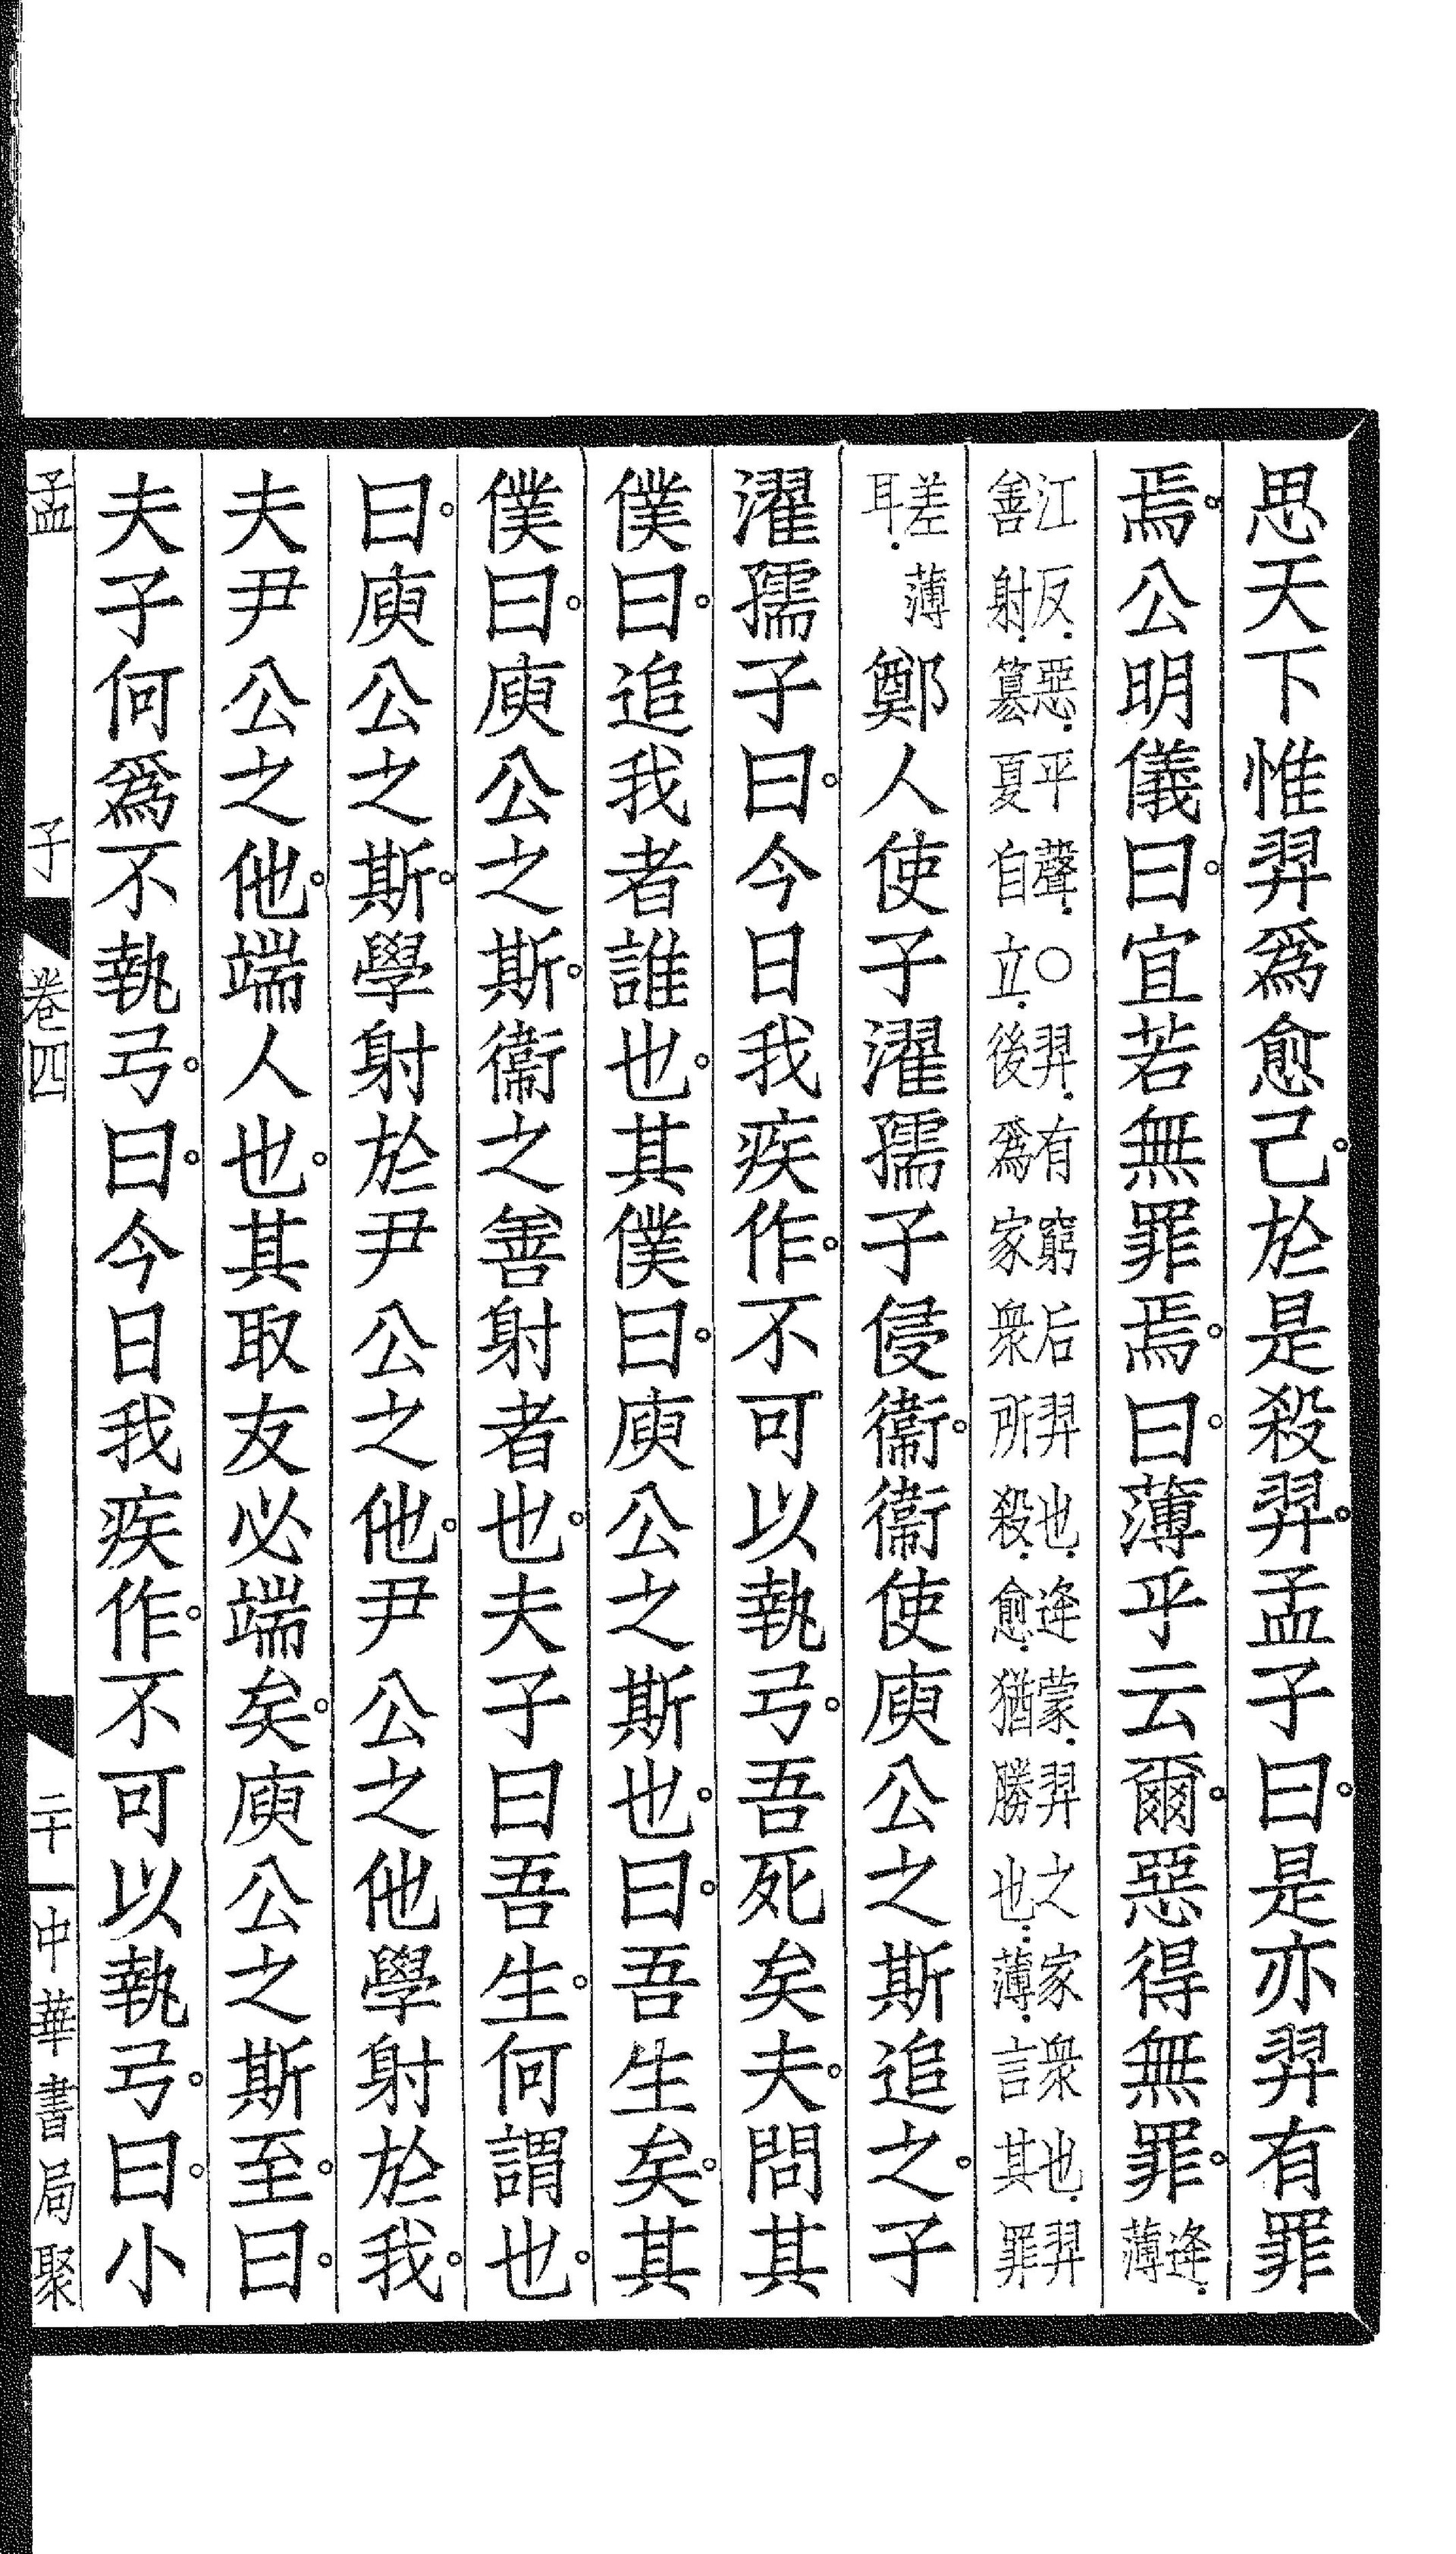 思天下惟羿爲愈己。於是殺羿。孟子曰。是亦羿有罪
焉。公明儀曰。宜若無罪焉。曰。薄乎云爾。惡得無罪。逄.薄
江反.惡.平聲.○羿.有窮后羿也.逄蒙.羿之家衆也.羿
善射.簒夏自立.後爲家衆所殺.愈.猶勝也.薄.言其罪
差薄
耳.
鄭人使子濯孺子侵衞。衞使庾公之斯追之。子
濯孺子曰。今日我疾作。不可以執弓。吾死矣夫。問其
僕曰。追我者誰也。其僕曰。庾公之斯也。曰。吾生矣。其
僕曰。庾公之斯。衞之善射者也。夫子曰吾生。何謂也。
曰。庾公之斯。學射於尹公之他。尹公之他學射於我。
夫尹公之他。端人也。其取友必端矣。庾公之斯至。曰。
夫子何爲不執弓。曰。今日我疾作。不可以執弓。曰。小
孟子 卷四 二十一 中華書局聚